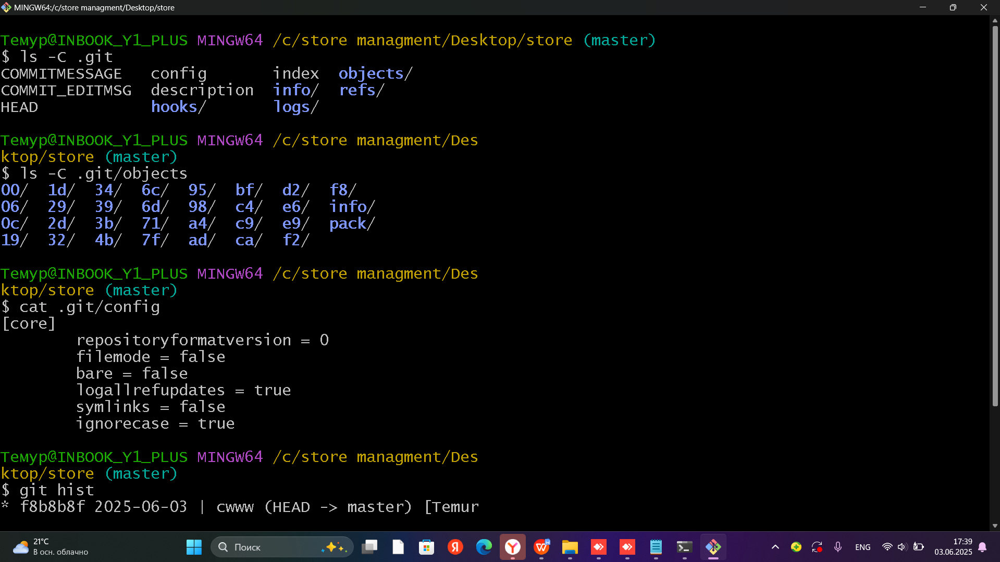 MINGW64:/c/store managment/Desktop/store
Темур@INBOOK_Y1_PLUS MINGW64 /c/store managment/Desktop/store (master)
$ ls -C .git
COMMITMESSAGE   config       index  objects/
COMMIT_EDITMSG  description  info/  refs/
HEAD            hooks/       logs/
Темур@INBOOK_Y1_PLUS MINGW64 /c/store managment/Des
ktop/store (master)
$ ls -C .git/objects
00/  1d/  34/  6c/  95/  bf/  d2/  f8/
06/  29/  39/  6d/  98/  c4/  e6/  info/
0c/  2d/  3b/  71/  a4/  c9/  e9/  pack/
19/  32/  4b/  7f/  ad/  ca/  f2/
Темур@INBOOK_Y1_PLUS MINGW64 /c/store managment/Des
ktop/store (master)
$ cat .git/config
[core]
        repositoryformatversion = 0
        filemode = false
        bare = false
        logallrefupdates = true
        symlinks = false
        ignorecase = true
Темур@INBOOK_Y1_PLUS MINGW64 /c/store managment/Des
ktop/store (master)
$ git hist
* f8b8b8f 2025-06-03 | cwww (HEAD -> master) [Temur
21°C
В осн. облачно
Поиск
ENG
17:39
03.06.2025